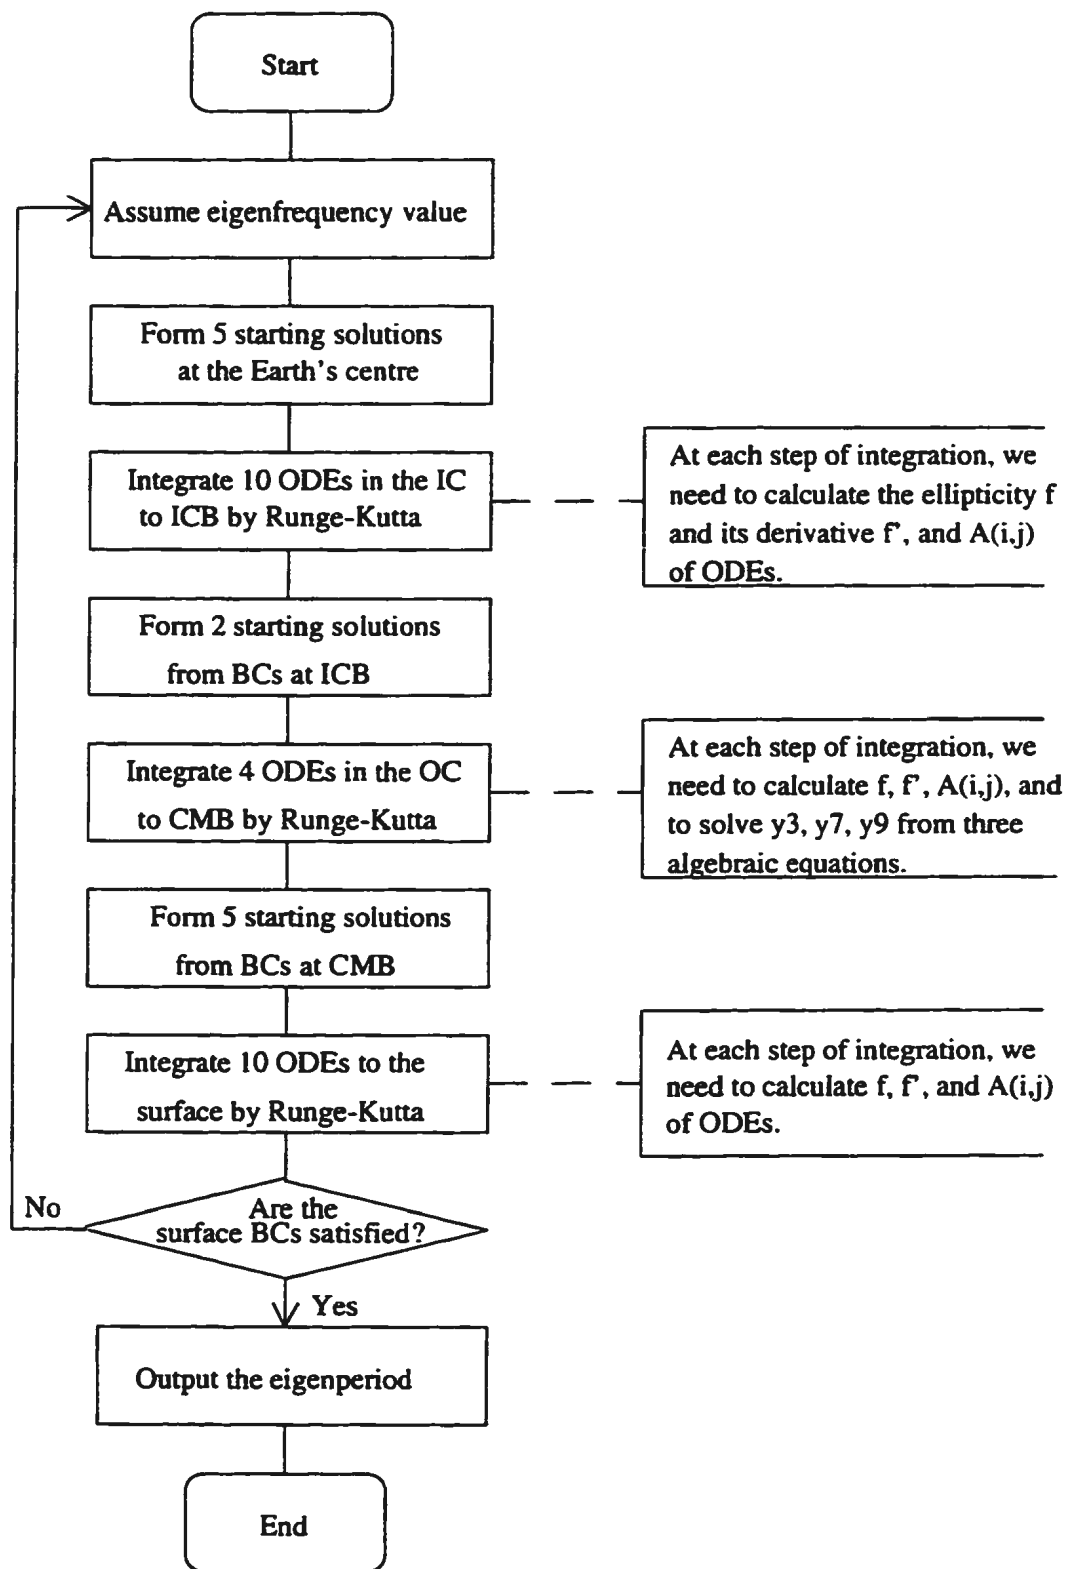 Start
Assume eigenfrequency value
Form 5 starting solutions
at the Earth's centre
Integrate 10 ODEs in the IC
to ICB by Runge-Kutta
At each step of integration, we
need to calculate the ellipticity f
and its derivative f', and A(i,j)
of ODEs.
Form 2 starting solutions
from BCs at ICB
Integrate 4 ODEs in the OC
to CMB by Runge-Kutta
At each step of integration, we
need to calculate f, f', A(i,j), and
to solve y3, y7, y9 from three
algebraic equations.
Form 5 starting solutions
from BCs at CMB
Integrate 10 ODEs to the
surface by Runge-Kutta
At each step of integration, we
need to calculate f, f', and A(i,j)
of ODEs.
Are the
surface BCs satisfied?
No
Yes
Output the eigenperiod
End